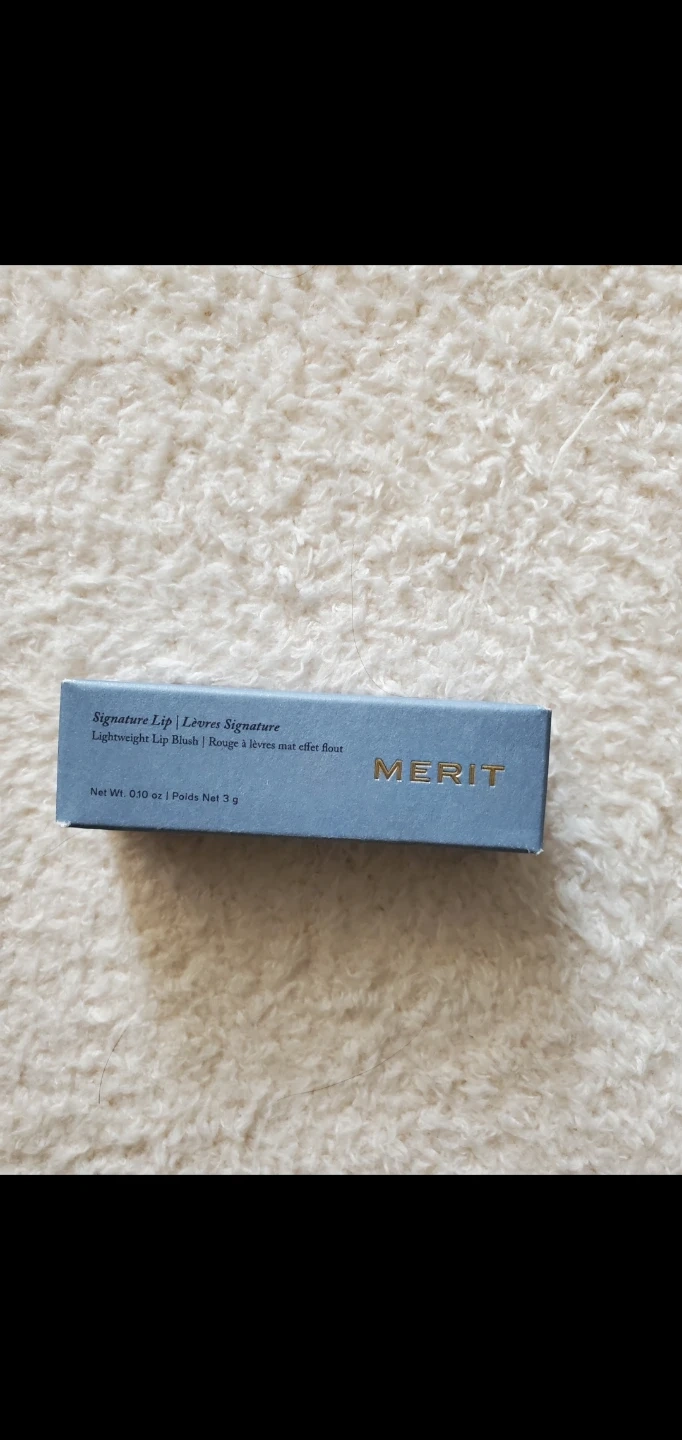 Signature Lip | Lèvres Signature
Lightweight Lip Blush | Rouge à lèvres mat effet flout
MERIT
Net Wt. 0.10 oz | Poids Net 3 g